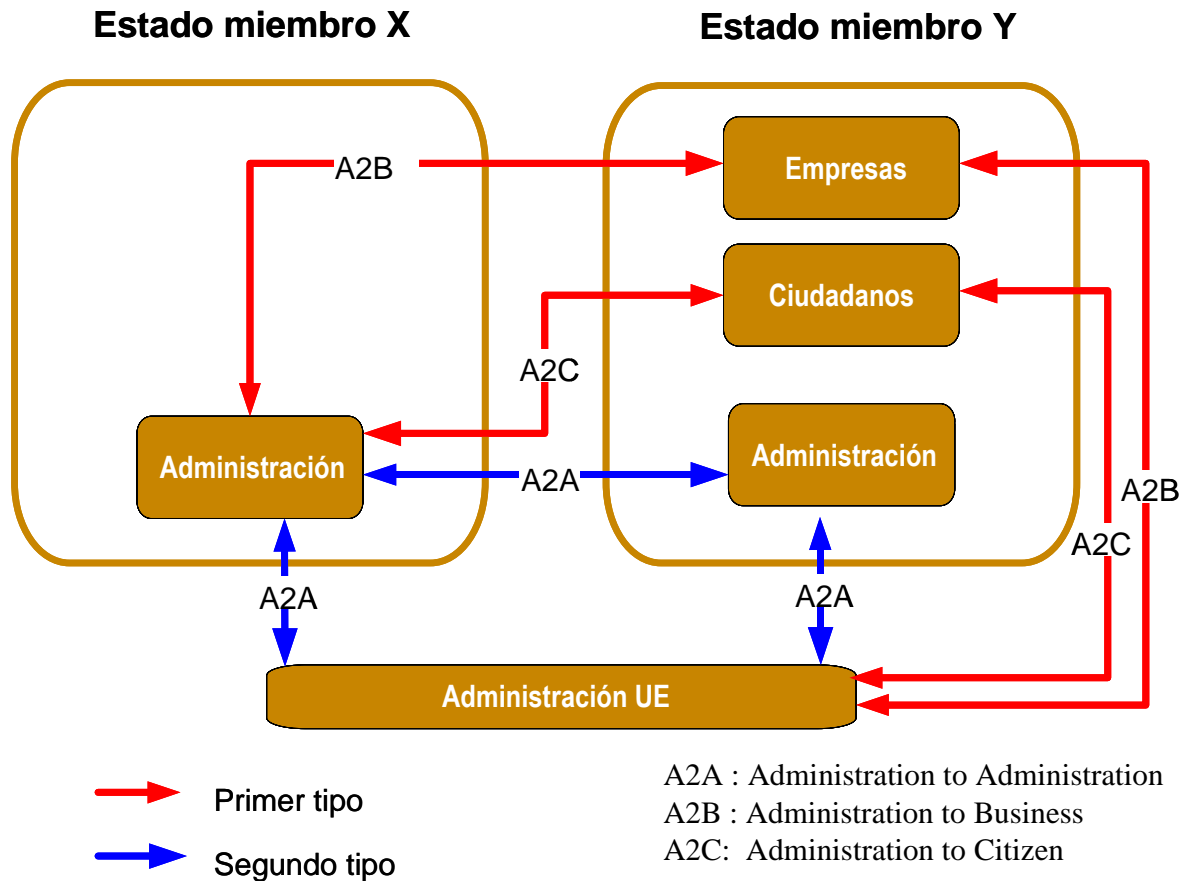 Estado miembro X
Estado miembro Y
Empresas
A2B
Ciudadanos
A2C
Administración
Administración
A2A
A2B
A2C
A2A
A2A
Administración UE
Primer tipo
Segundo tipo
A2A : Administration to Administration
A2B : Administration to Business
A2C: Administration to Citizen